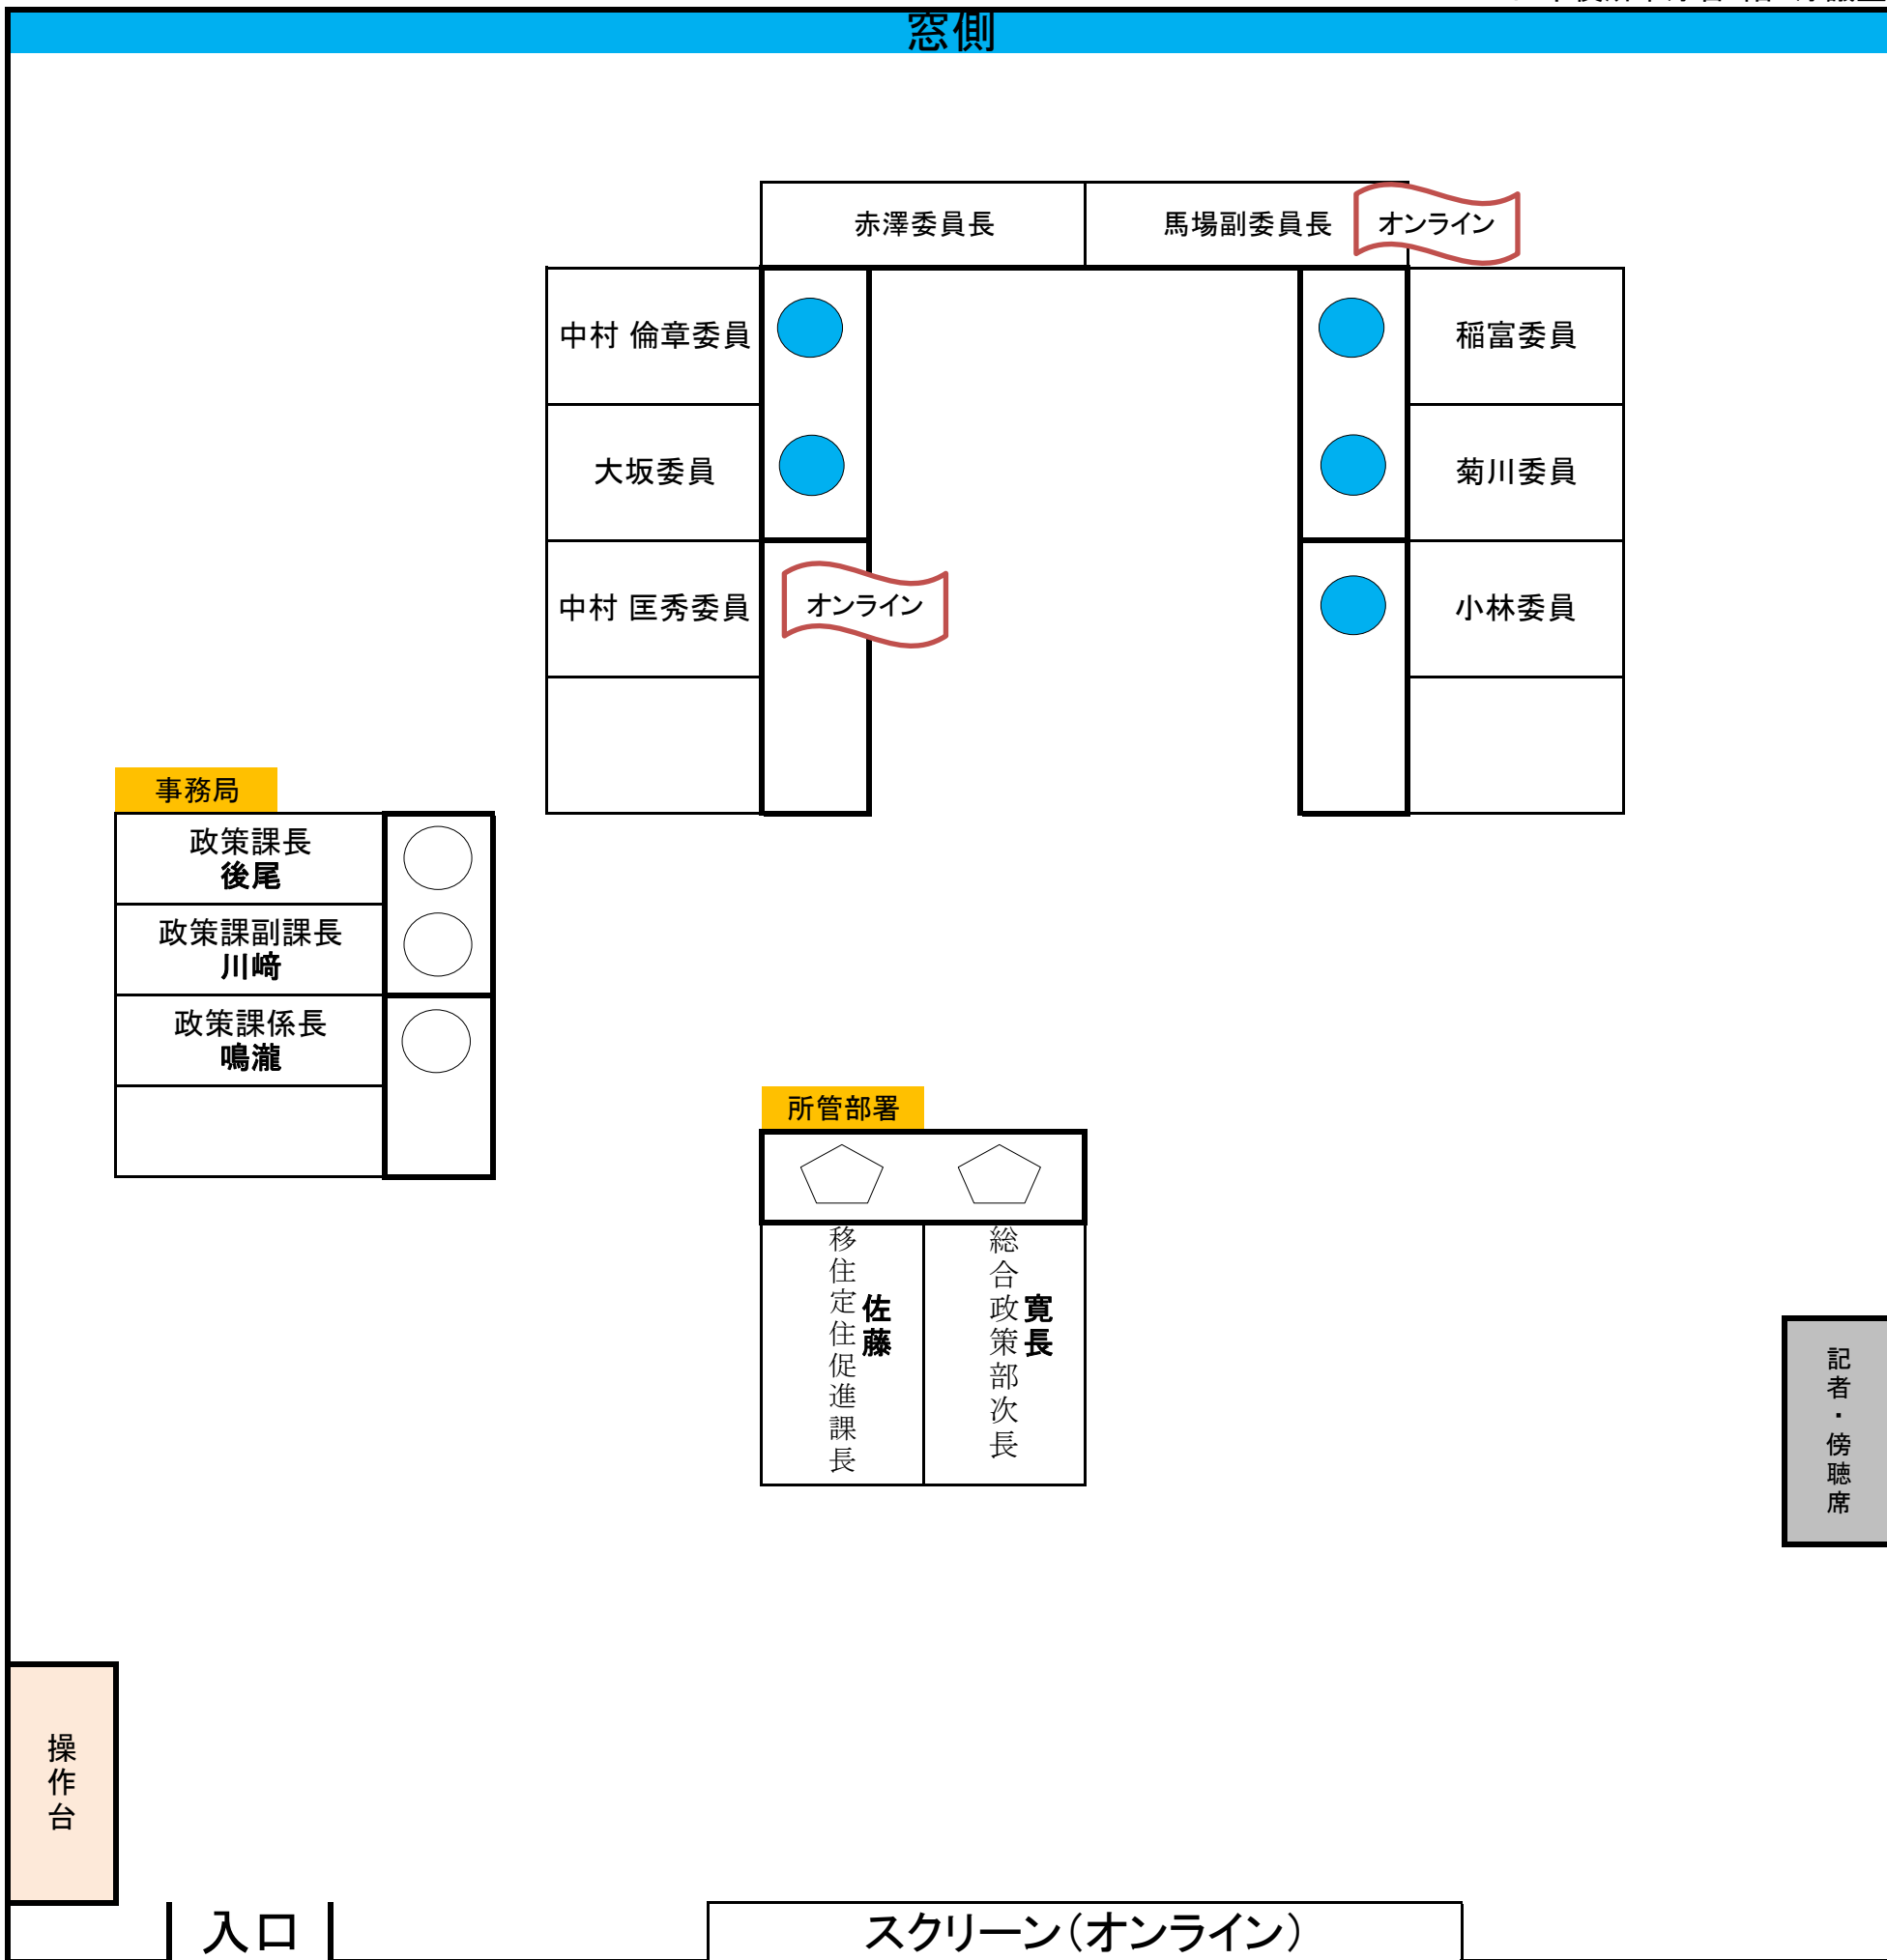 窓側
赤澤委員長
馬場副委員長
オンライン
中村 倫章委員
稲富委員
大坂委員
菊川委員
中村 匡秀委員
オンライン
小林委員
事務局
政策課長
後尾
政策課副課長
川﨑
政策課係長
鳴瀧
所管部署
移住定住促進課長
佐藤
総合政策部次長
寛長
記者・傍聴席
操作台
入口
スクリーン(オンライン)